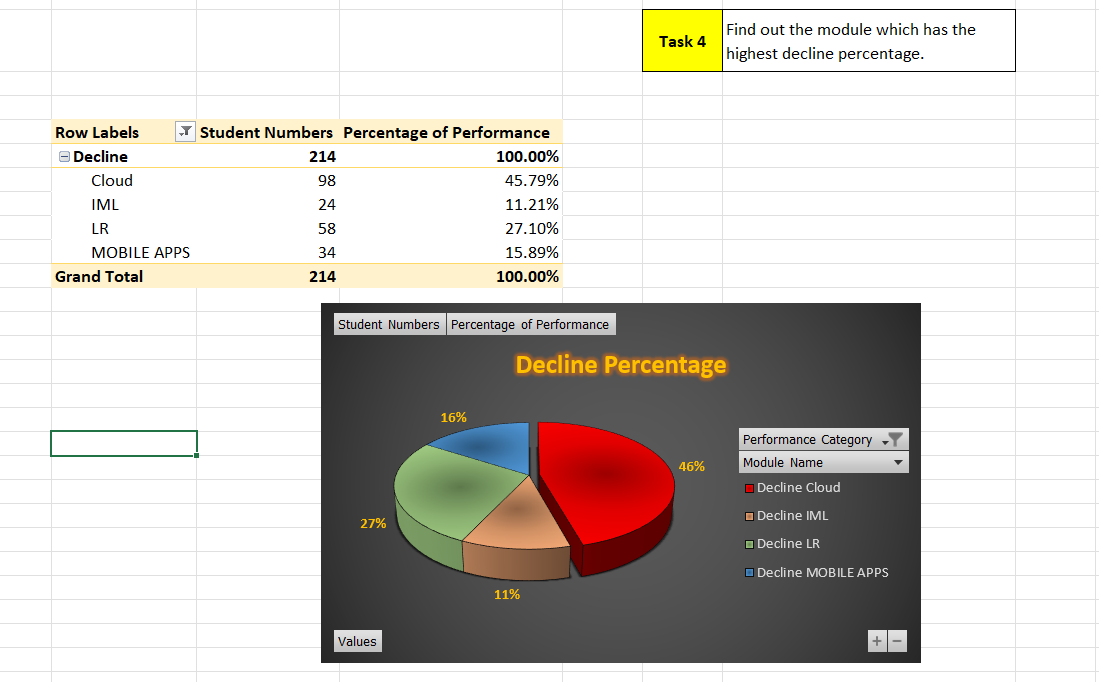 Task 4
Find out the module which has the
highest decline percentage.
Row Labels Student Numbers Percentage of Performance
Decline 214 100.00%
Cloud 98 45.79%
IML 24 11.21%
LR 58 27.10%
MOBILE APPS 34 15.89%
Grand Total 214 100.00%
Student Numbers Percentage of Performance
Decline Percentage
16%
46%
27%
11%
Performance Category
Module Name
Decline Cloud
Decline IML
Decline LR
Decline MOBILE APPS
Values
+ −